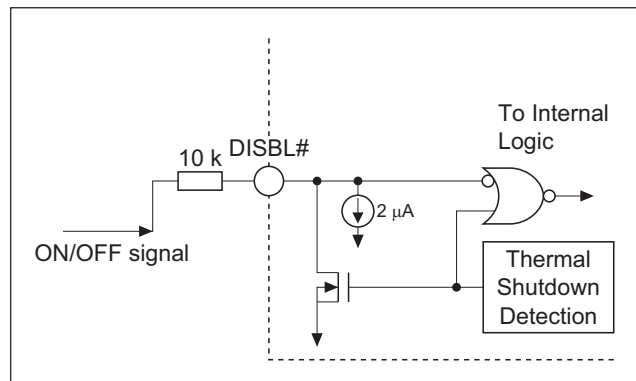 To Internal
Logic
10 k
DISBL#
2 μA
ON/OFF signal
Thermal
Shutdown
Detection